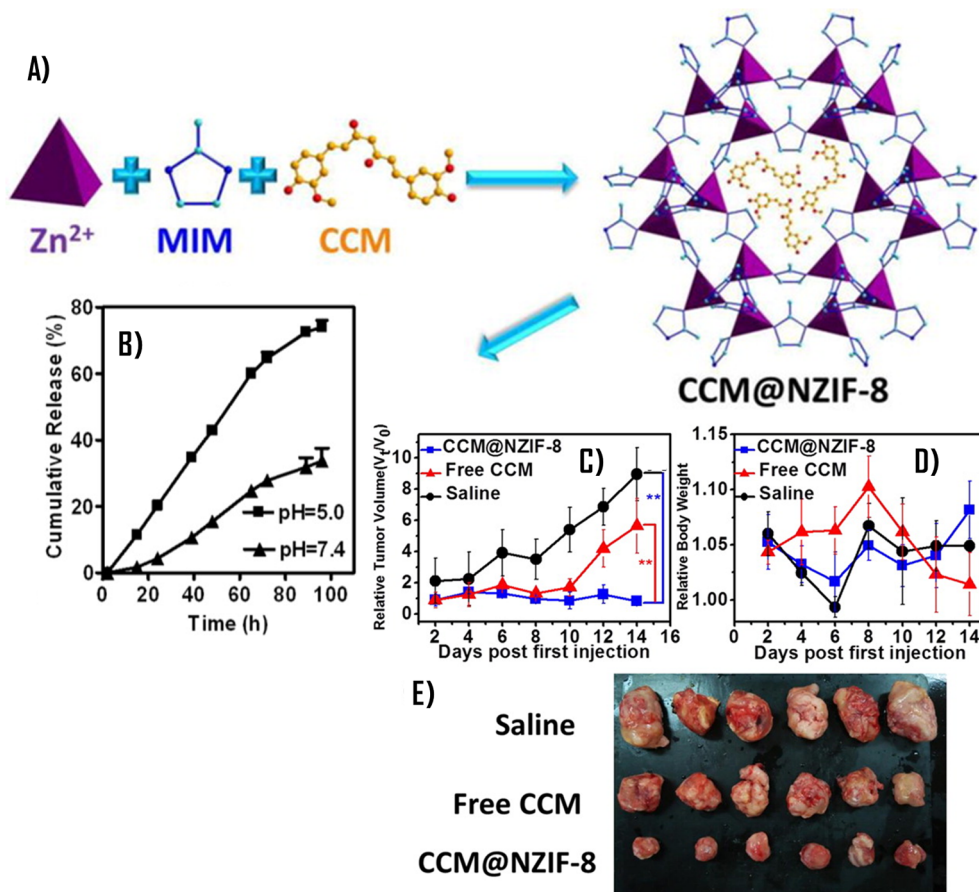 A)
Zn2+
MIM
CCM
CCM@NZIF-8
B)
Cumulative Release (%)
80
60
40
20
0
pH=5.0
pH=7.4
0 20 40 60 80 100
Time (h)
C)
Relative Tumor Volume(Vt/V0)
CCM@NZIF-8
Free CCM
Saline
10
8
6
4
2
0
**
**
2 4 6 8 10 12 14 16
Days post first injection
D)
Relative Body Weight
CCM@NZIF-8
Free CCM
Saline
1.15
1.10
1.05
1.00
0 2 4 6 8 10 12 14
Days post first injection
E)
Saline
Free CCM
CCM@NZIF-8